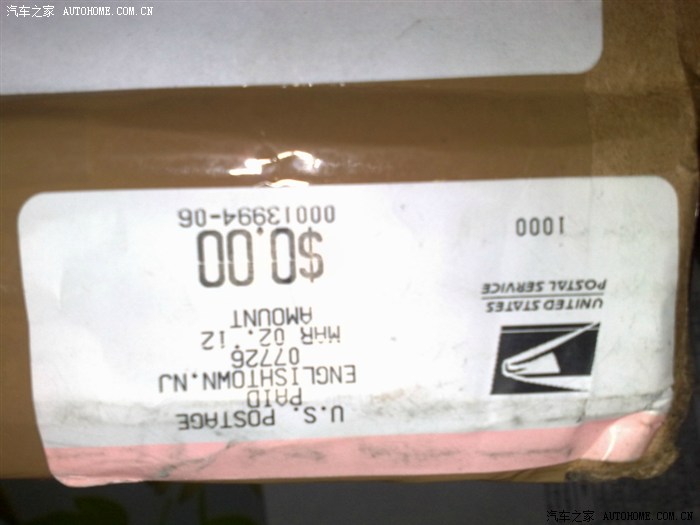 汽车之家 AUTOHOME.COM.CN
U.S. POSTAGE
PAID
ENGLISHTOWN.NJ
07726
MAR 02. 12
AMOUNT
$0.00
00013994-06
UNITED STATES
POSTAL SERVICE
1000
汽车之家 AUTOHOME.COM.CN